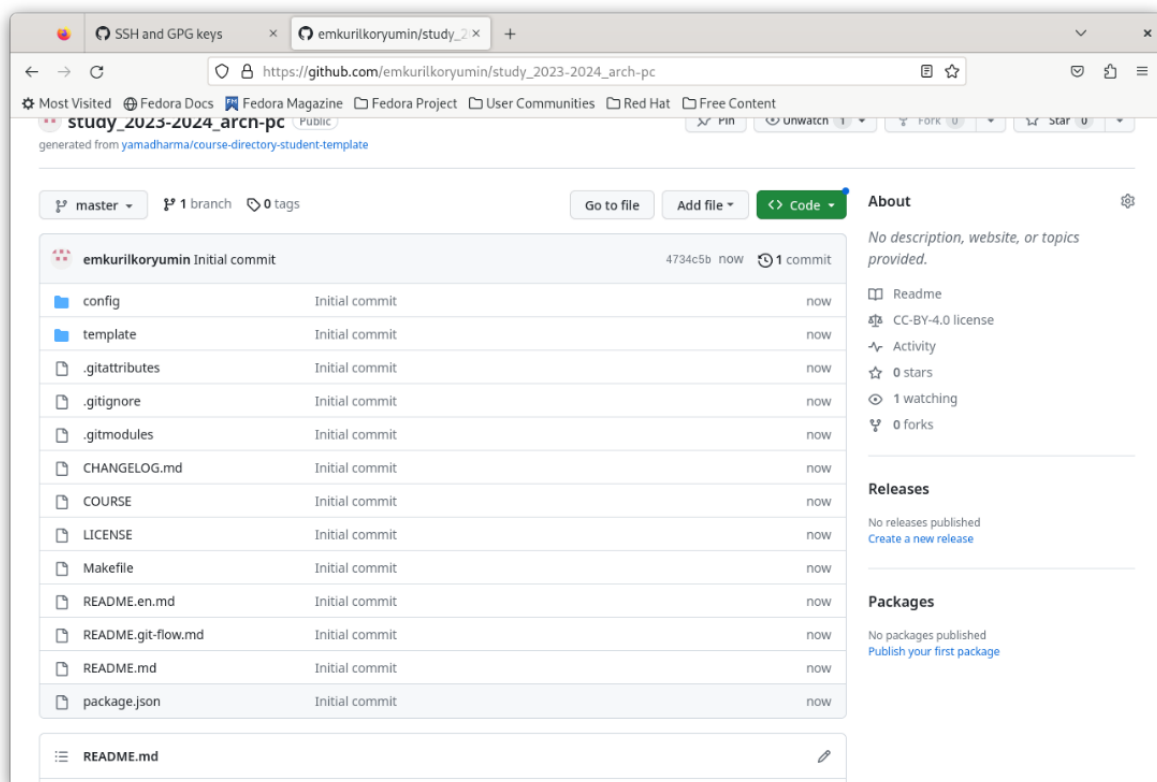 SSH and GPG keys × emkurilkoryumin/study_2 × +
https://github.com/emkurilkoryumin/study_2023-2024_arch-pc
Most Visited Fedora Docs Fedora Magazine Fedora Project User Communities Red Hat Free Content
study_2023-2024_arch-pc Public Pin Unwatch 1 Fork 0 Star 0
generated from yamadharma/course-directory-student-template
master 1 branch 0 tags Go to file Add file <> Code
About
No description, website, or topics
provided.
emkurilkoryumin Initial commit 4734c5b now 1 commit
config Initial commit now
template Initial commit now
.gitattributes Initial commit now
.gitignore Initial commit now
.gitmodules Initial commit now
CHANGELOG.md Initial commit now
COURSE Initial commit now
LICENSE Initial commit now
Makefile Initial commit now
README.en.md Initial commit now
README.git-flow.md Initial commit now
README.md Initial commit now
package.json Initial commit now
README.md
Readme
CC-BY-4.0 license
Activity
0 stars
1 watching
0 forks
Releases
No releases published
Create a new release
Packages
No packages published
Publish your first package